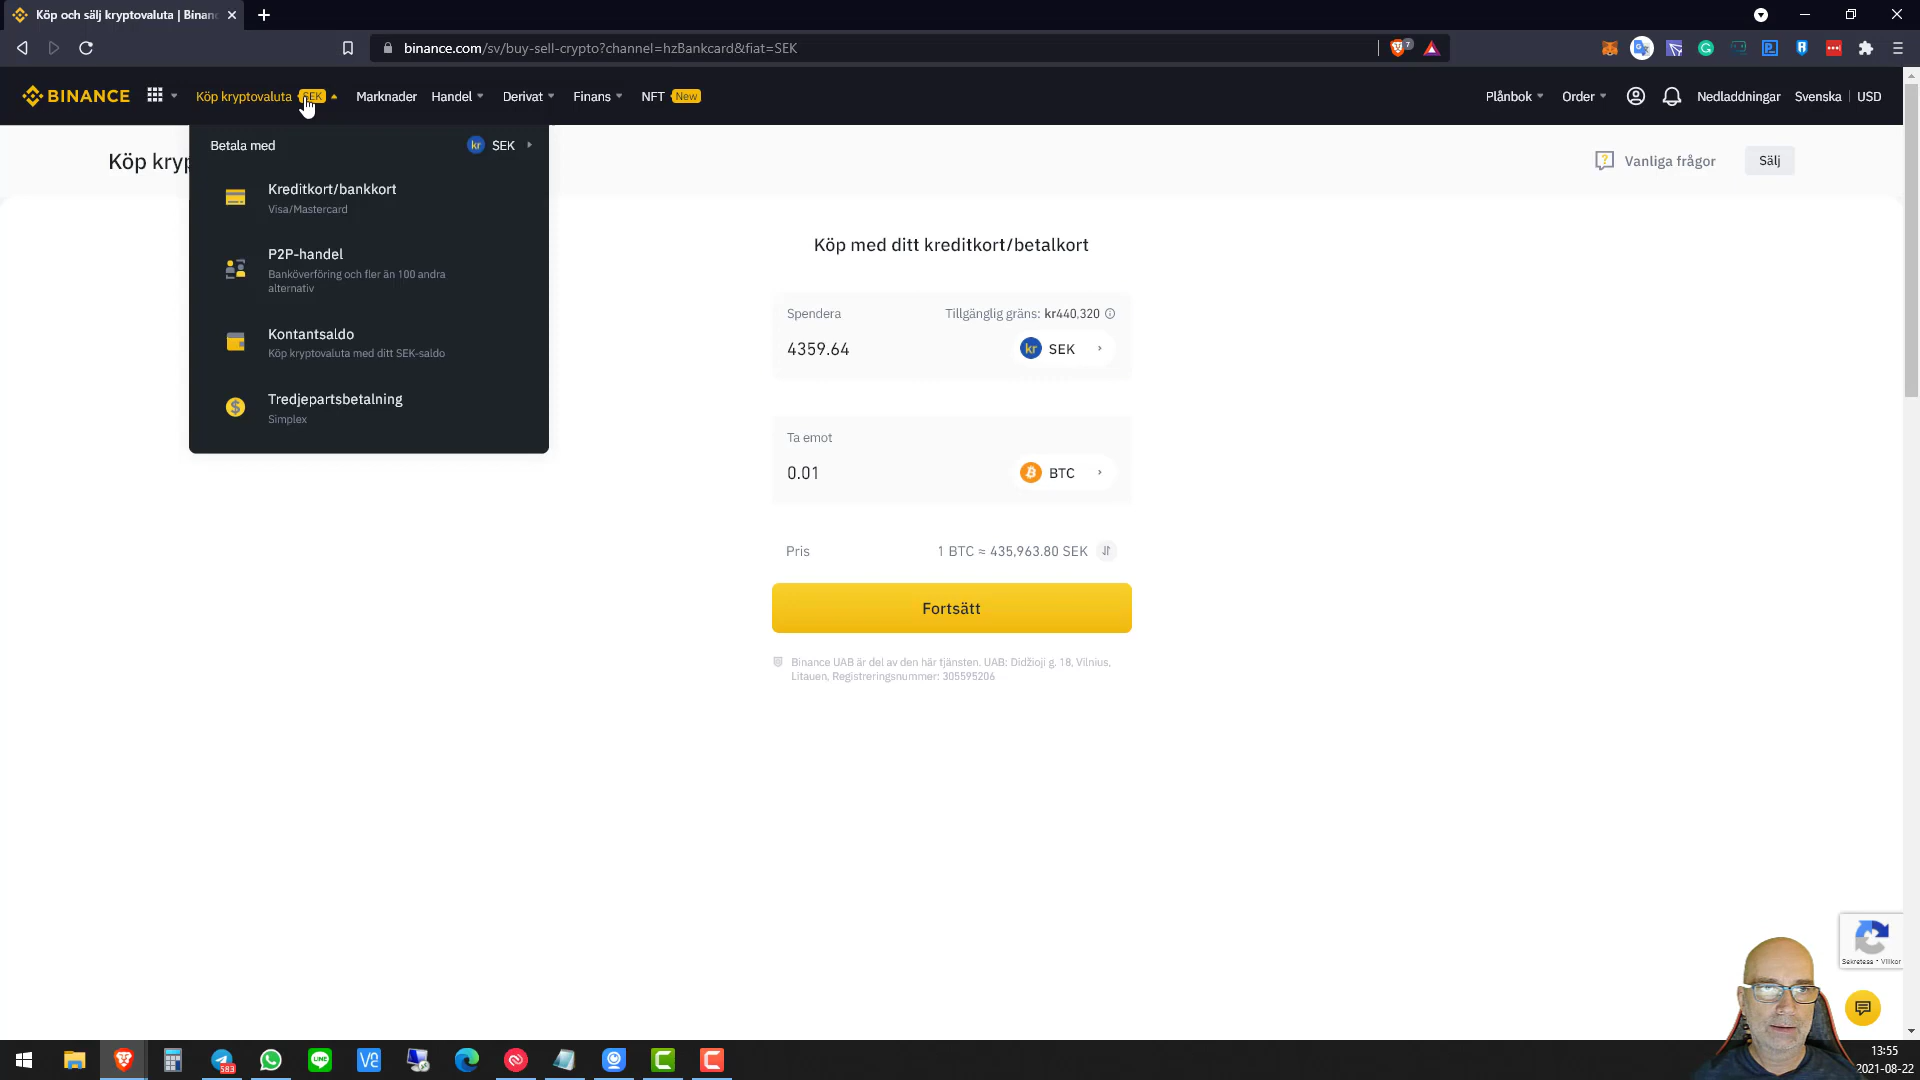 Köp och sälj kryptovaluta | Binan
binance.com/sv/buy-sell-crypto?channel=hzBankcard&fiat=SEK
7
BINANCE
Köp kryptovaluta SEK
Marknader
Handel
Derivat
Finans
NFT New
Plånbok
Order
Nedladdningar
Svenska
USD
Köp kryp
Vanliga frågor
Sälj
Betala med
kr SEK
Kreditkort/bankkort
Visa/Mastercard
P2P-handel
Banköverföring och fler än 100 andra
alternativ
Kontantsaldo
Köp kryptovaluta med ditt SEK-saldo
Tredjepartsbetalning
Simplex
Köp med ditt kreditkort/betalkort
Spendera
Tillgänglig gräns: kr440,320
4359.64
kr SEK
Ta emot
0.01
BTC
Pris
1 BTC ≈ 435,963.80 SEK
Fortsätt
Binance UAB är del av den här tjänsten. UAB: Didžioji g. 18, Vilnius,
Litauen, Registreringsnummer: 305595206
583
LINE
13:55
2021-08-22